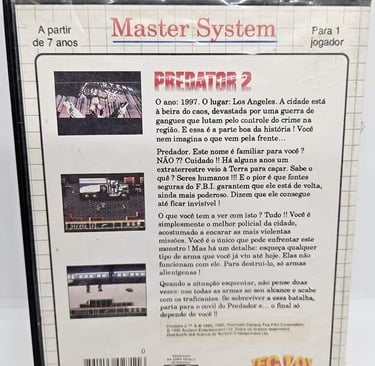 A partir
de 7 anos
Master System
Para 1
jogador
PREDATOR 2
O ano: 1997. O lugar: Los Angeles. A cidade está
à beira do caos, devastada por uma guerra de
gangues que lutam pelo controle do crime na
região. E essa é a parte boa da história ! Você
nem imagina o que vem pela frente...
Predador. Este nome é familiar para você ?
NÃO ?? Cuidado !! Há alguns anos um
extraterrestre veio à Terra para caçar. Sabe o
quê ? Seres humanos !!! E o pior é que fontes
seguras do F.B.I. garantem que ele está de volta,
ainda mais poderoso. Dizem que ele consegue
até ficar invisível !
O que você tem a ver com isto ? Tudo !! Você é
simplesmente o melhor policial da cidade,
acostumado a encarar as mais violentas
missões. Você é o único que pode enfrentar este
monstro ! Mas há um detalhe: esqueça qualquer
tipo de arma que você já viu até hoje. Elas não
funcionam com ele. Para destruí-lo, só armas
alienígenas !
Quando a situação esquentar, não pense duas
vezes: use todas as armas ao seu alcance e acabe
com os traficantes. Se sobreviver a essa batalha,
parta para o covil do Predador e... o final só
depende de você !!
0
TECTOY